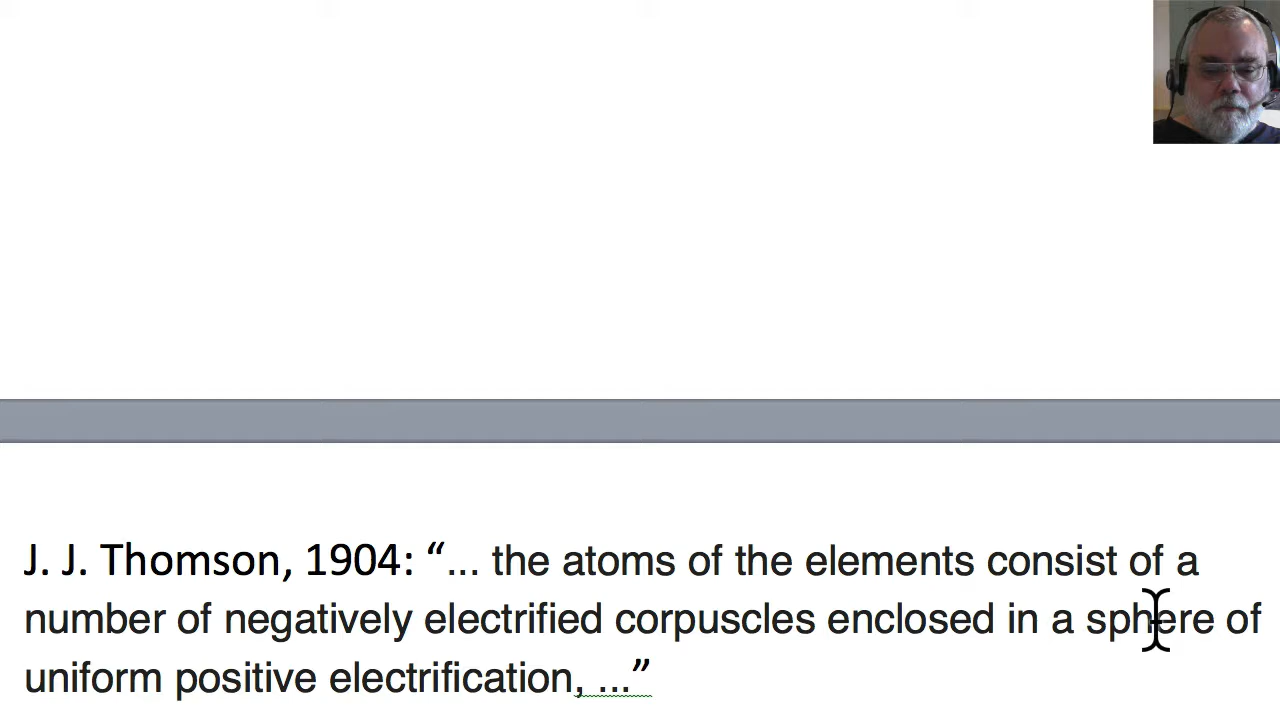 J. J. Thomson, 1904: “... the atoms of the elements consist of a
number of negatively electrified corpuscles enclosed in a sphere of
uniform positive electrification, ...”